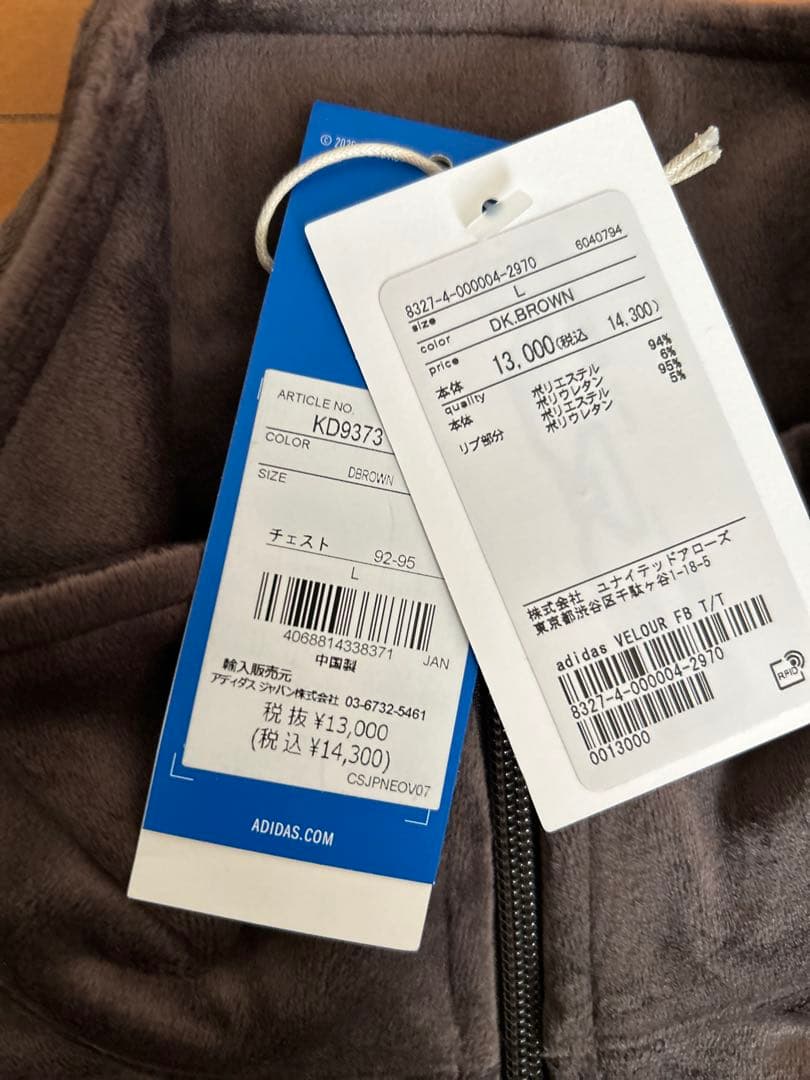 ARTICLE NO.
KD9373
COLOR
DBROWN
SIZE
チェスト 92-95
L
4068814338371 JAN
中国製
輸入販売元
アディダス ジャパン株式会社 03-6732-5461
税抜 ¥13,000
(税込 ¥14,300)
CSJPNEOV07
ADIDAS.COM
8327-4-000004-2970 6040794
size L
color DK.BROWN
price
本体 13,000(税込 14,300)
quality
本体 ポリエステル 94%
ポリウレタン 6%
リブ部分 ポリエステル 95%
ポリウレタン 5%
株式会社 ユナイテッドアローズ
東京都渋谷区千駄ヶ谷1-18-5
adidas VELOUR FB T/T
8327-4-000004-2970
0013000
RFID